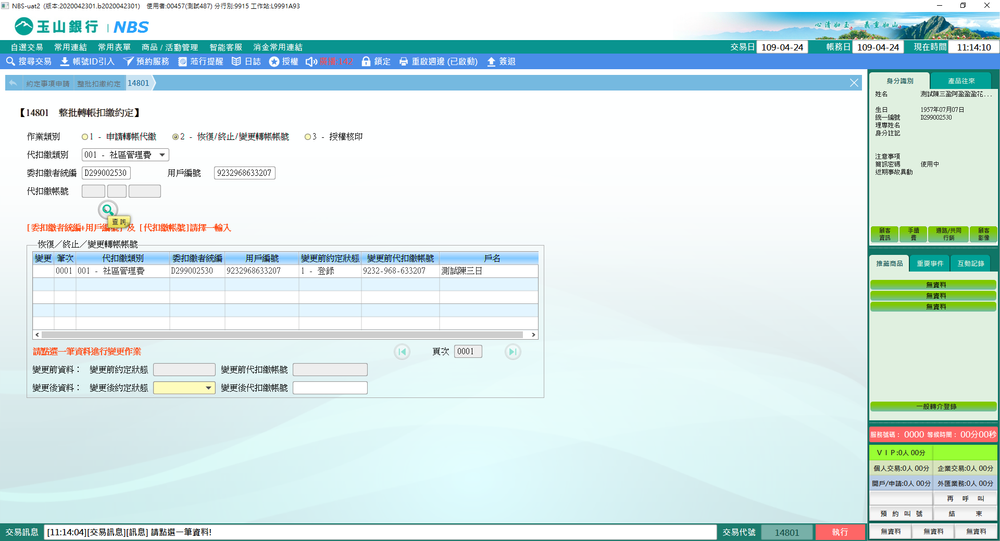 NBS-uat2 (版本:2020042301.b2020042301) 使用者:00457(測試487) 分行別:9915 工作站:L9991A93
玉山銀行 | NBS
心清如玉 義重如山
自選交易 常用連結 常用表單 商品 / 活動管理 智能客服 消金常用連結 交易日 109-04-24 帳務日 109-04-24 現在時間 11:14:10
搜尋交易 帳號ID引入 預約服務 蒞行提醒 日誌 授權 廣播:142 鎖定 重啟週邊 (已啟動) 簽退
約定事項申請 整批扣繳約定 14801
【14801 整批轉帳扣繳約定】
作業類別 1 - 申請轉帳代繳 2 - 恢復/終止/變更轉帳帳號 3 - 授權核印
代扣繳類別 001 - 社區管理費
委扣繳者統編 D299002530 用戶編號 9232968633207
代扣繳帳號
查詢
[委扣繳者統編+用戶編號] 及 [代扣繳帳號]請擇一輸入
恢復／終止／變更轉帳帳號
變更 筆次 代扣繳類別 委扣繳者統編 用戶編號 變更前約定狀態 變更前代扣繳帳號 戶名
0001 001 - 社區管理費 D299002530 9232968633207 1 - 登錄 9232-968-633207 測試陳三日
請點選一筆資料進行變更作業 頁次 0001
變更前資料： 變更前約定狀態 變更前代扣繳帳號
變更後資料： 變更後約定狀態 變更後代扣繳帳號
身分識別 產品往來
姓名 測試陳三盈阿盈盈盈花...
生日 1957年07月07日
統一編號 D299002530
理專姓名
身分註記
注意事項
簡訊密碼 使用中
近期事故異動
顧客資訊 手續費 通路/共同行銷 顧客影像
推薦商品 重要事件 互動記錄
無資料
無資料
無資料
一般轉介登錄
服務號碼： 0000 等候時間： 00分00秒
ＶＩＰ:0人 00分
個人交易:0人 00分 企業交易:0人 00分
開戶/申請:0人 00分 外匯業務:0人 00分
再 呼 叫
預 約 叫 號 結 束
無資料 無資料 無資料
交易訊息 [11:14:04][交易訊息][訊息] 請點選一筆資料! 交易代號 14801 執行